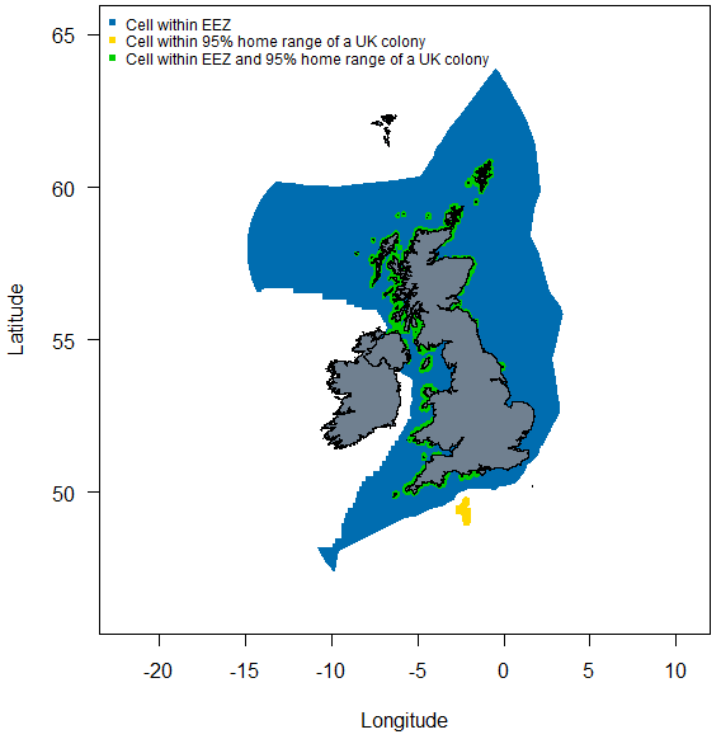 Cell within EEZ
Cell within 95% home range of a UK colony
Cell within EEZ and 95% home range of a UK colony
65
60
55
50
Latitude
-20 -15 -10 -5 0 5 10
Longitude